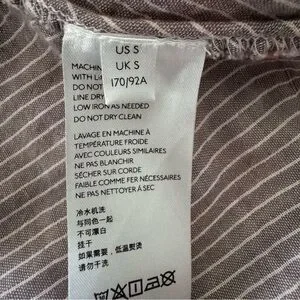 US S
UK S
170/92A
MACHIN
WITH
DO NOT
LINE DRY
LOW IRON AS NEEDED
DO NOT DRY CLEAN
LAVAGE EN MACHINE À
TEMPÉRATURE FROIDE
AVEC COULEURS SIMILAIRES
NE PAS BLANCHIR
SÉCHER SUR CORDE
FAIBLE COMME FER NÉCESSAIRE
NE PAS NETTOYER À SEC
冷水机洗
与同色一起
不可漂白
挂干
如果需要，低温熨烫
请勿干洗